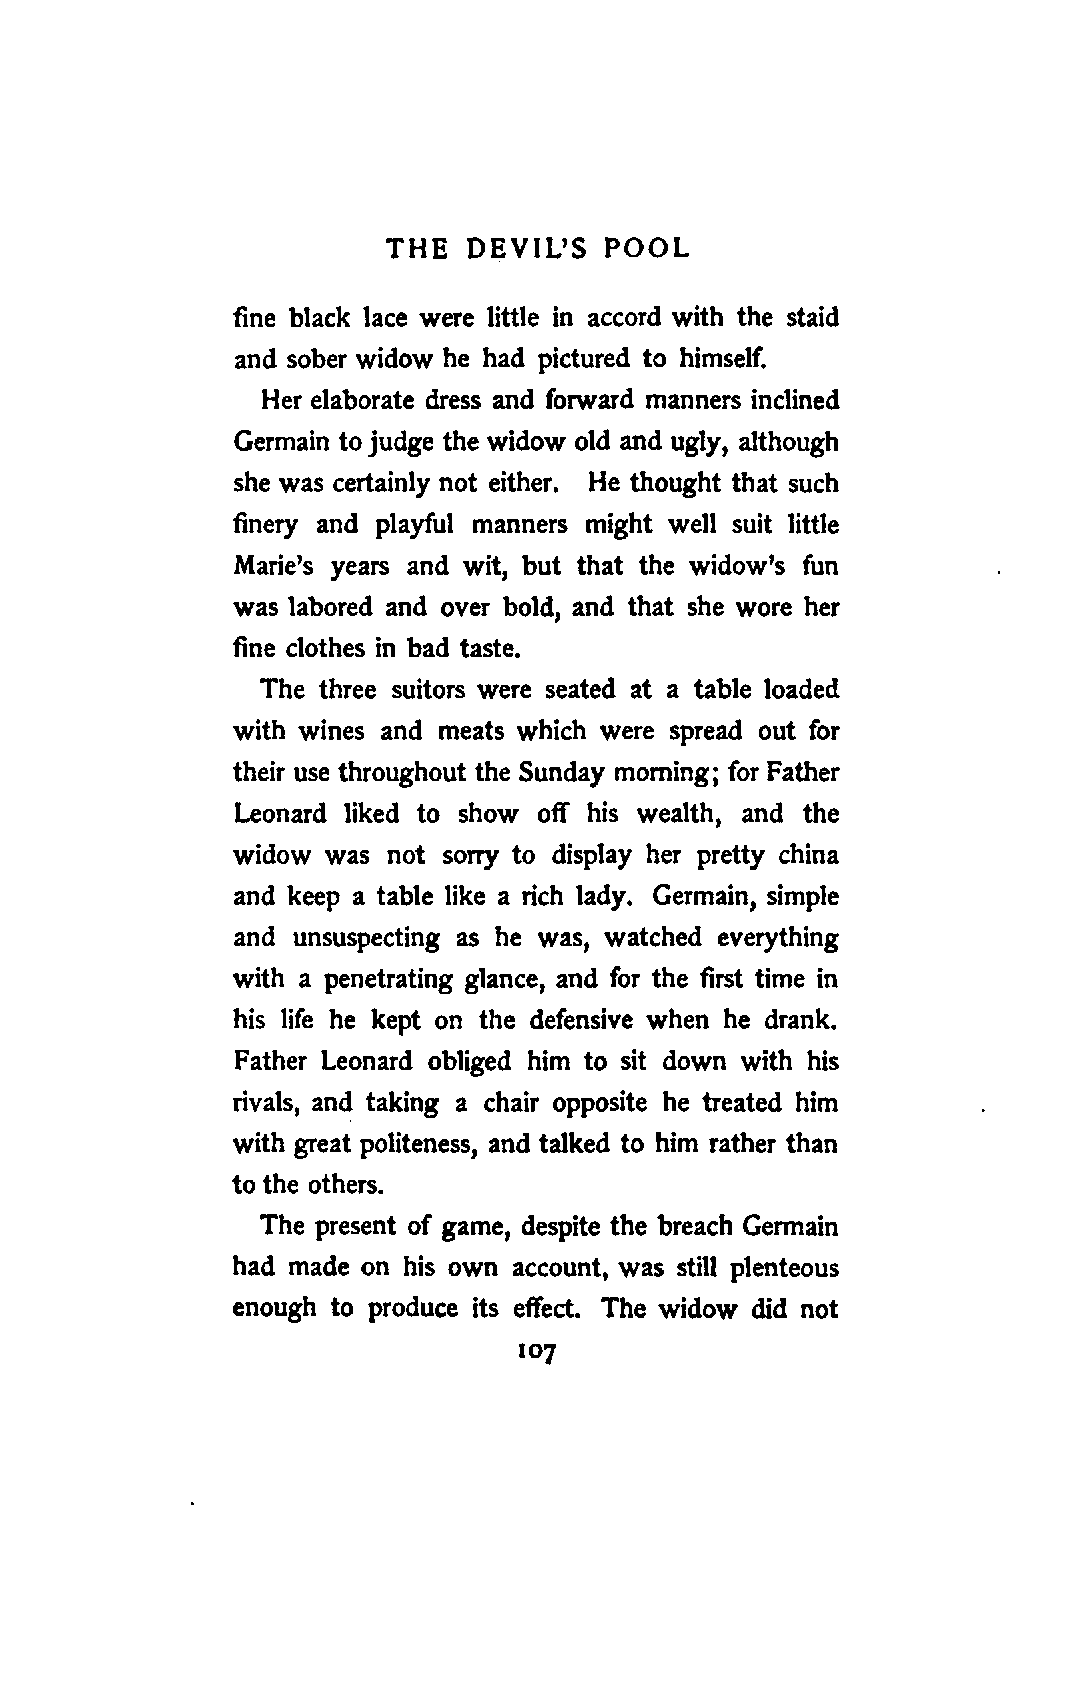 THE DEVIL'S POOL
fine black lace were little in accord with the staid
and sober widow he had pictured to himself.
Her elaborate dress and forward manners inclined
Germain to judge the widow old and ugly, although
she was certainly not either. He thought that such
finery and playful manners might well suit little
Marie's years and wit, but that the widow's fun
was labored and over bold, and that she wore her
fine clothes in bad taste.
The three suitors were seated at a table loaded
with wines and meats which were spread out for
their use throughout the Sunday morning; for Father
Leonard liked to show off his wealth, and the
widow was not sorry to display her pretty china
and keep a table like a rich lady. Germain, simple
and unsuspecting as he was, watched everything
with a penetrating glance, and for the first time in
his life he kept on the defensive when he drank.
Father Leonard obliged him to sit down with his
rivals, and taking a chair opposite he treated him
with great politeness, and talked to him rather than
to the others.
The present of game, despite the breach Germain
had made on his own account, was still plenteous
enough to produce its effect. The widow did not
107